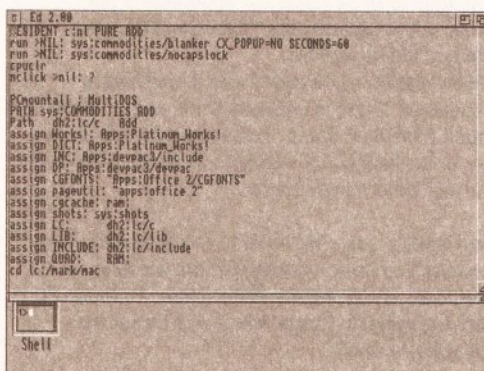 Ed 2.00
RESIDENT c:nl PURE ADD
run >NIL: sys:commodities/blanker CX_POPUP=NO SECONDS=60
run >NIL: sys:commodities/nocapslock
cpuclr
mclick >nil: ?
PCmountall ; MultiDOS
PATH sys:COMMODITIES ADD
Path dh2:lc/c Add
assign Works!: Apps:Platinum_Works!
assign DICT: Apps:Platinum_Works!
assign INC: Apps:devpac3/include
assign DP: Apps:devpac3/devpac
assign CGFONTS: "Apps:Office 2/CGFONTS"
assign pageutil: "apps:office 2"
assign cgcache: ram:
assign shots: sys:shots
assign LC: dh2:lc/c
assign LIB: dh2:lc/lib
assign INCLUDE: dh2:lc/include
assign QUAD: RAM:
cd lc:/mark/mac
Shell